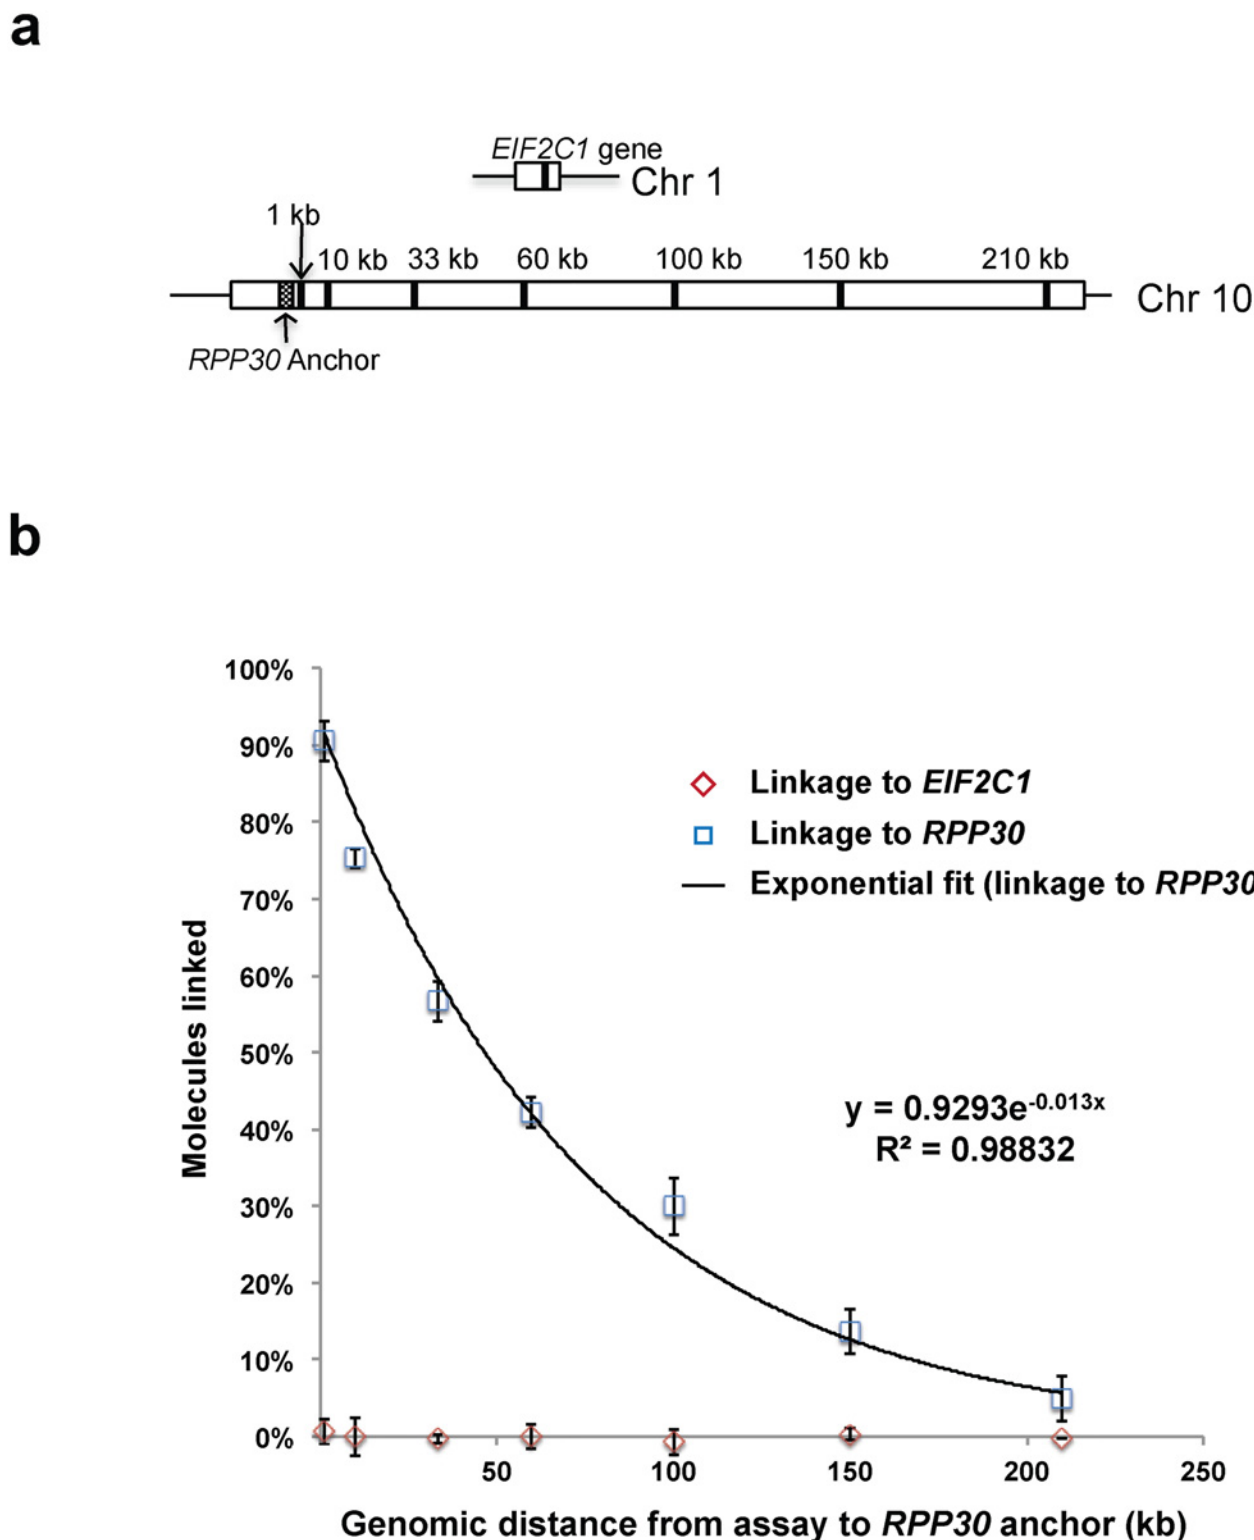 a
EIF2C1 gene
Chr 1
1 kb
10 kb 33 kb 60 kb 100 kb 150 kb 210 kb
Chr 10
RPP30 Anchor
b
100%
90%
80%
70%
60%
50%
40%
30%
20%
10%
0%
Molecules linked
Linkage to EIF2C1
Linkage to RPP30
Exponential fit (linkage to RPP30
y = 0.9293e^-0.013x
R² = 0.98832
50 100 150 200 250
Genomic distance from assay to RPP30 anchor (kb)